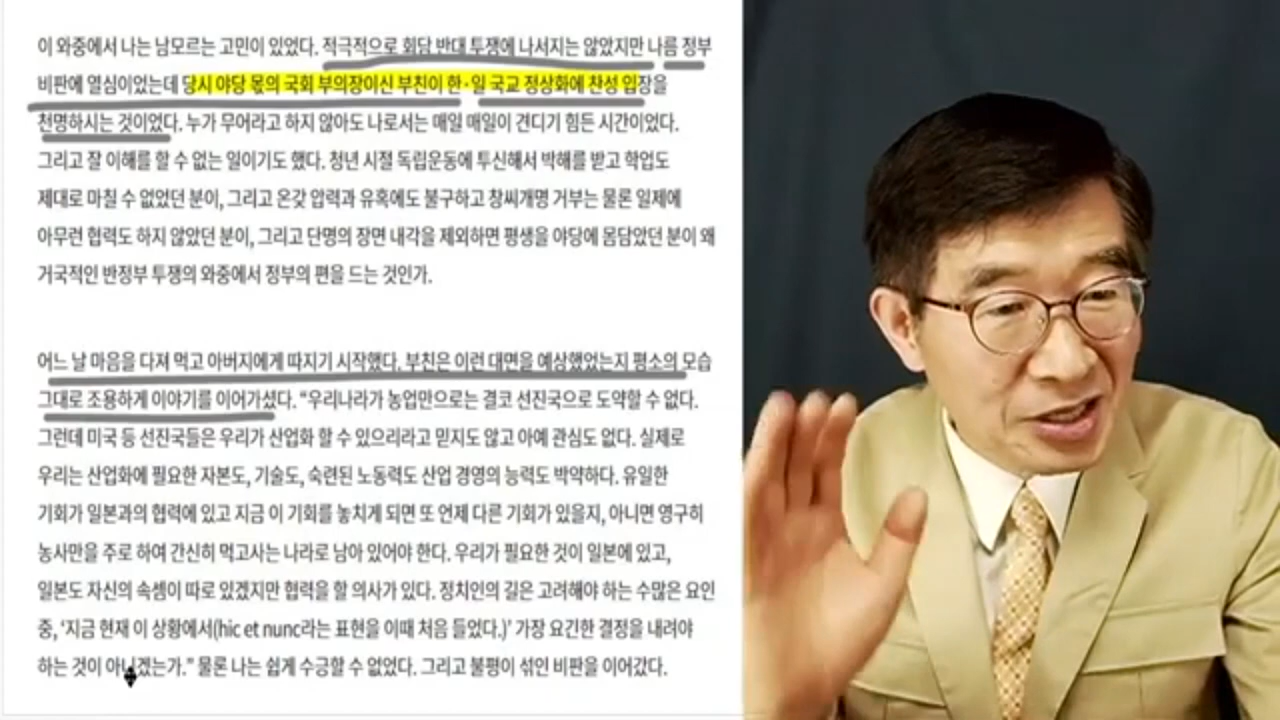 이 와중에서 나는 남모르는 고민이 있었다. 적극적으로 회담 반대 투쟁에 나서지는 않았지만 나름 정부
비판에 열심이었는데 당시 야당 몫의 국회 부의장이신 부친이 한·일 국교 정상화에 찬성 입장을
천명하시는 것이었다. 누가 무어라고 하지 않아도 나로서는 매일 매일이 견디기 힘든 시간이었다.
그리고 잘 이해를 할 수 없는 일이기도 했다. 청년 시절 독립운동에 투신해서 박해를 받고 학업도
제대로 마칠 수 없었던 분이, 그리고 온갖 압력과 유혹에도 불구하고 창씨개명 거부는 물론 일제에
아무런 협력도 하지 않았던 분이, 그리고 단명의 장면 내각을 제외하면 평생을 야당에 몸담았던 분이 왜
거국적인 반정부 투쟁의 와중에서 정부의 편을 드는 것인가.
어느 날 마음을 다져 먹고 아버지에게 따지기 시작했다. 부친은 이런 대면을 예상했었는지 평소의 모습
그대로 조용하게 이야기를 이어가셨다. “우리나라가 농업만으로는 결코 선진국으로 도약할 수 없다.
그런데 미국 등 선진국들은 우리가 산업화 할 수 있으리라고 믿지도 않고 아예 관심도 없다. 실제로
우리는 산업화에 필요한 자본도, 기술도, 숙련된 노동력도 산업 경영의 능력도 박약하다. 유일한
기회가 일본과의 협력에 있고 지금 이 기회를 놓치게 되면 또 언제 다른 기회가 있을지, 아니면 영구히
농사만을 주로 하여 간신히 먹고사는 나라로 남아 있어야 한다. 우리가 필요한 것이 일본에 있고,
일본도 자신의 속셈이 따로 있겠지만 협력을 할 의사가 있다. 정치인의 길은 고려해야 하는 수많은 요인
중, ‘지금 현재 이 상황에서(hic et nunc라는 표현을 이때 처음 들었다.)’ 가장 요긴한 결정을 내려야
하는 것이 아니겠는가.” 물론 나는 쉽게 수긍할 수 없었다. 그리고 불평이 섞인 비판을 이어갔다.